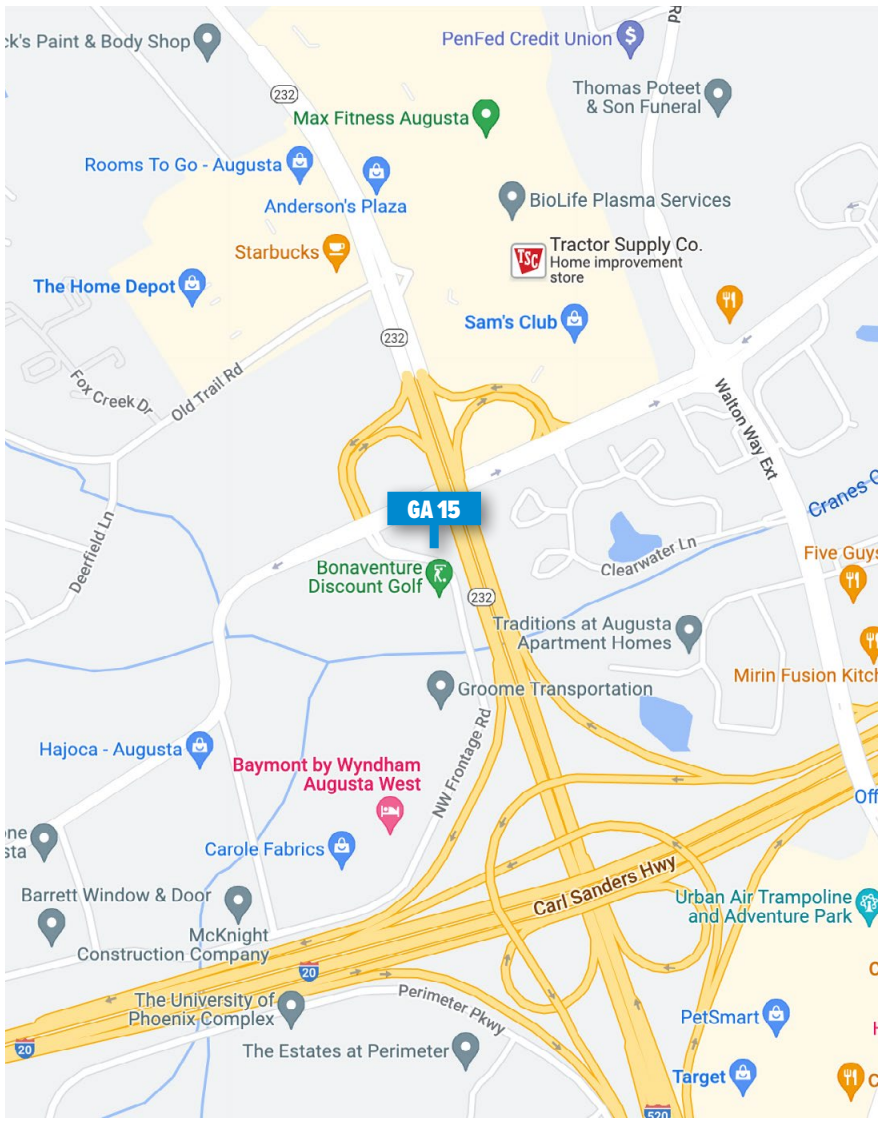 ck's Paint & Body Shop
PenFed Credit Union
$
Rd
Thomas Poteet
& Son Funeral
232
Max Fitness Augusta
Rooms To Go - Augusta
Anderson's Plaza
BioLife Plasma Services
Starbucks
TSC
Tractor Supply Co.
Home improvement
store
The Home Depot
Sam's Club
232
Fox Creek Dr
Old Trail Rd
Walton Way Ext
GA 15
Cranes C
Deerfield Ln
Clearwater Ln
Bonaventure
Discount Golf
Five Guys
232
Traditions at Augusta
Apartment Homes
Mirin Fusion Kitch
Groome Transportation
NW Frontage Rd
Hajoca - Augusta
Baymont by Wyndham
Augusta West
Off
one
sta
Carole Fabrics
Carl Sanders Hwy
Barrett Window & Door
Urban Air Trampoline
and Adventure Park
McKnight
Construction Company
20
C
The University of
Phoenix Complex
Perimeter Pkwy
PetSmart
H
20
The Estates at Perimeter
Target
C
520